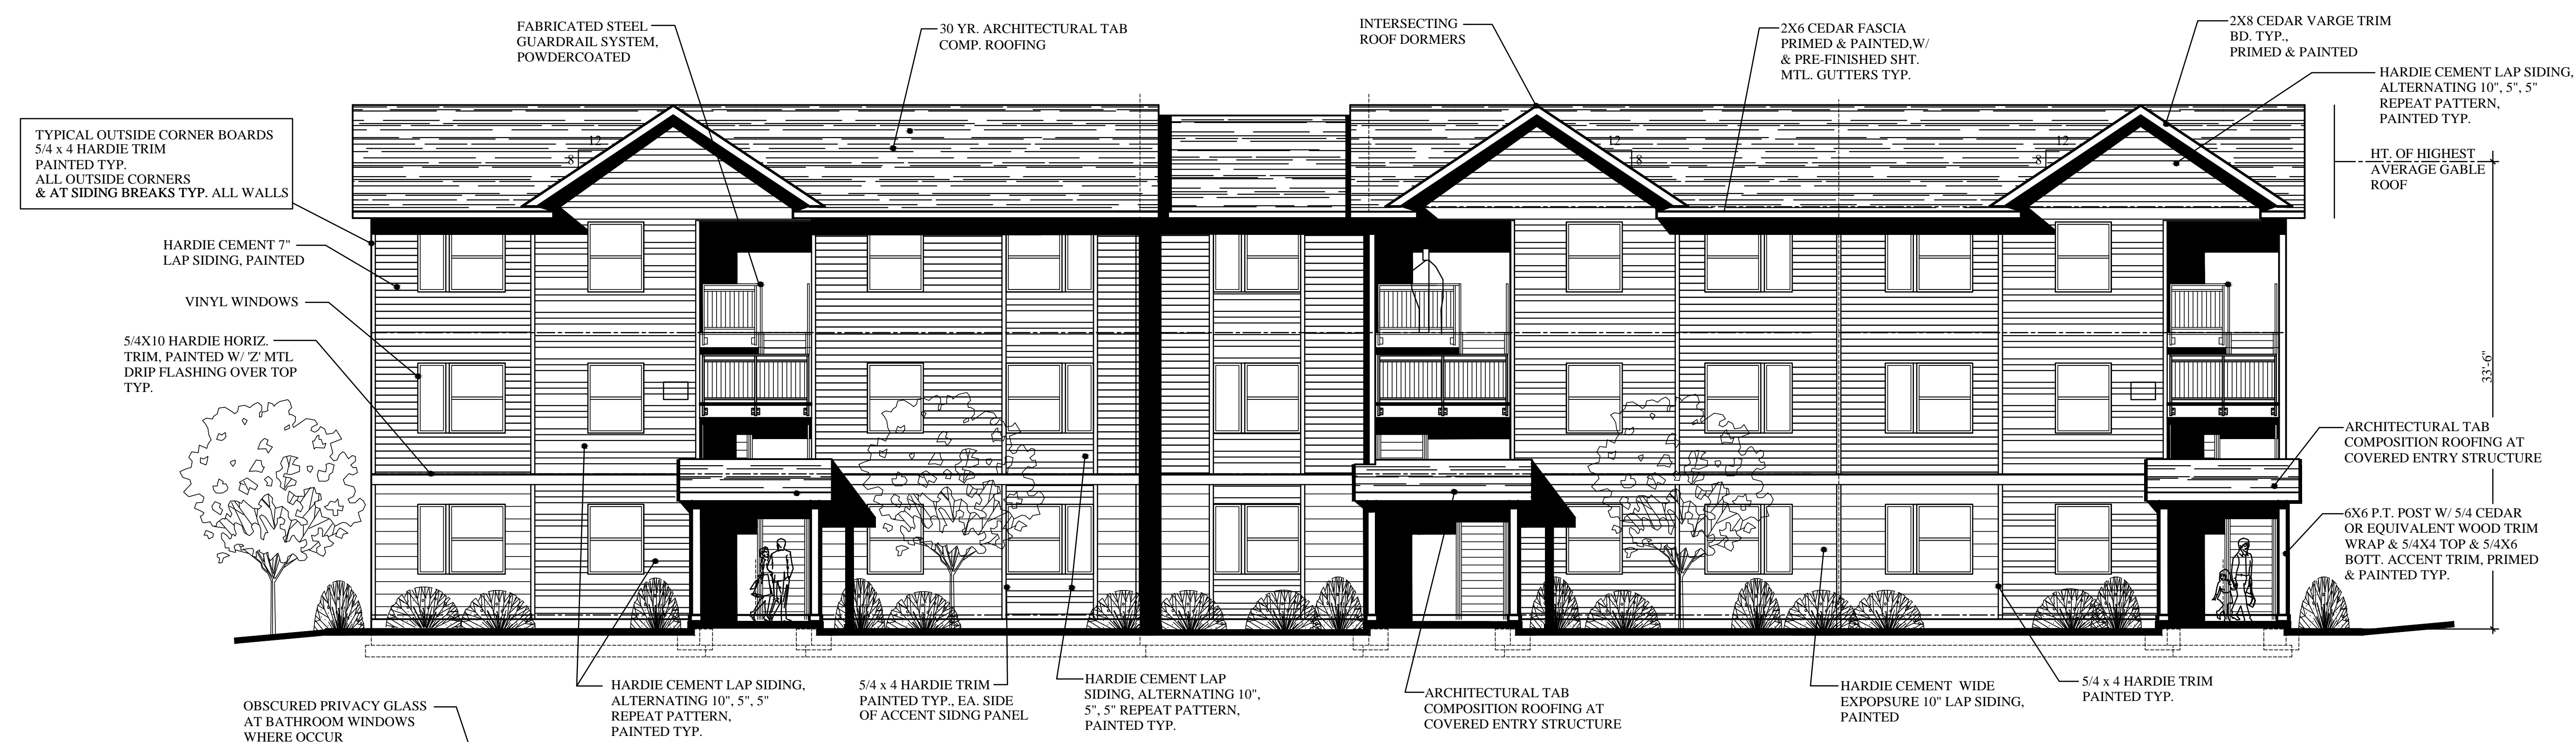 FABRICATED STEEL
GUARDRAIL SYSTEM,
POWDERCOATED
30 YR. ARCHITECTURAL TAB
COMP. ROOFING
INTERSECTING
ROOF DORMERS
2X6 CEDAR FASCIA
PRIMED & PAINTED,W/
& PRE-FINISHED SHT.
MTL. GUTTERS TYP.
2X8 CEDAR VARGE TRIM
BD. TYP.,
PRIMED & PAINTED
HARDIE CEMENT LAP SIDING,
ALTERNATING 10", 5", 5"
REPEAT PATTERN,
PAINTED TYP.
TYPICAL OUTSIDE CORNER BOARDS
5/4 x 4 HARDIE TRIM
PAINTED TYP.
ALL OUTSIDE CORNERS
& AT SIDING BREAKS TYP. ALL WALLS
12
8
12
8
12
8
HT. OF HIGHEST
AVERAGE GABLE
ROOF
HARDIE CEMENT 7"
LAP SIDING, PAINTED
VINYL WINDOWS
5/4X10 HARDIE HORIZ.
TRIM, PAINTED W/ 'Z' MTL
DRIP FLASHING OVER TOP
TYP.
33'-6"
ARCHITECTURAL TAB
COMPOSITION ROOFING AT
COVERED ENTRY STRUCTURE
6X6 P.T. POST W/ 5/4 CEDAR
OR EQUIVALENT WOOD TRIM
WRAP & 5/4X4 TOP & 5/4X6
BOTT. ACCENT TRIM, PRIMED
& PAINTED TYP.
OBSCURED PRIVACY GLASS
AT BATHROOM WINDOWS
WHERE OCCUR
HARDIE CEMENT LAP SIDING,
ALTERNATING 10", 5", 5"
REPEAT PATTERN,
PAINTED TYP.
5/4 x 4 HARDIE TRIM
PAINTED TYP., EA. SIDE
OF ACCENT SIDNG PANEL
HARDIE CEMENT LAP
SIDING, ALTERNATING 10",
5", 5" REPEAT PATTERN,
PAINTED TYP.
ARCHITECTURAL TAB
COMPOSITION ROOFING AT
COVERED ENTRY STRUCTURE
HARDIE CEMENT WIDE
EXPOPSURE 10" LAP SIDING,
PAINTED
5/4 x 4 HARDIE TRIM
PAINTED TYP.